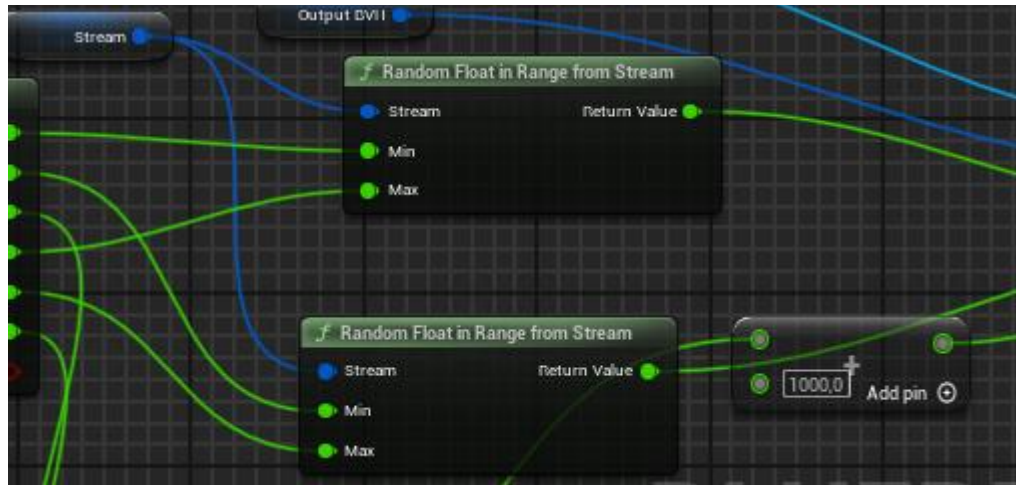 Output BVII
Stream
f Random Float in Range from Stream
Stream
Return Value
Min
Max
f Random Float in Range from Stream
Stream
Return Value
Min
Max
1000,0
+
Add pin